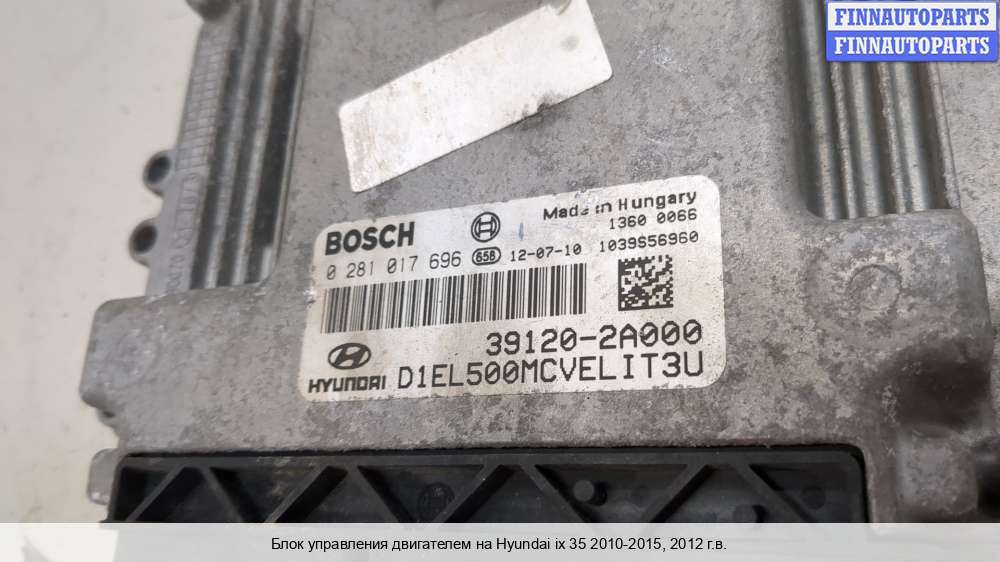 FINNAUTOPARTS
FINNAUTOPARTS
Made in Hungary
BOSCH
1360 0066
0 281 017 696 658 12-07-10 1039S56960
39120-2A000
HYUNDAI D1EL500MCVELIT3U
Блок управления двигателем на Hyundai ix 35 2010-2015, 2012 г.в.